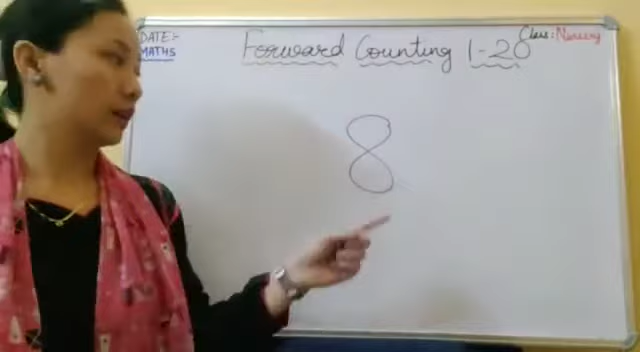 DATE:-
MATHS
Forward Counting 1-20
Class: Nursery
8